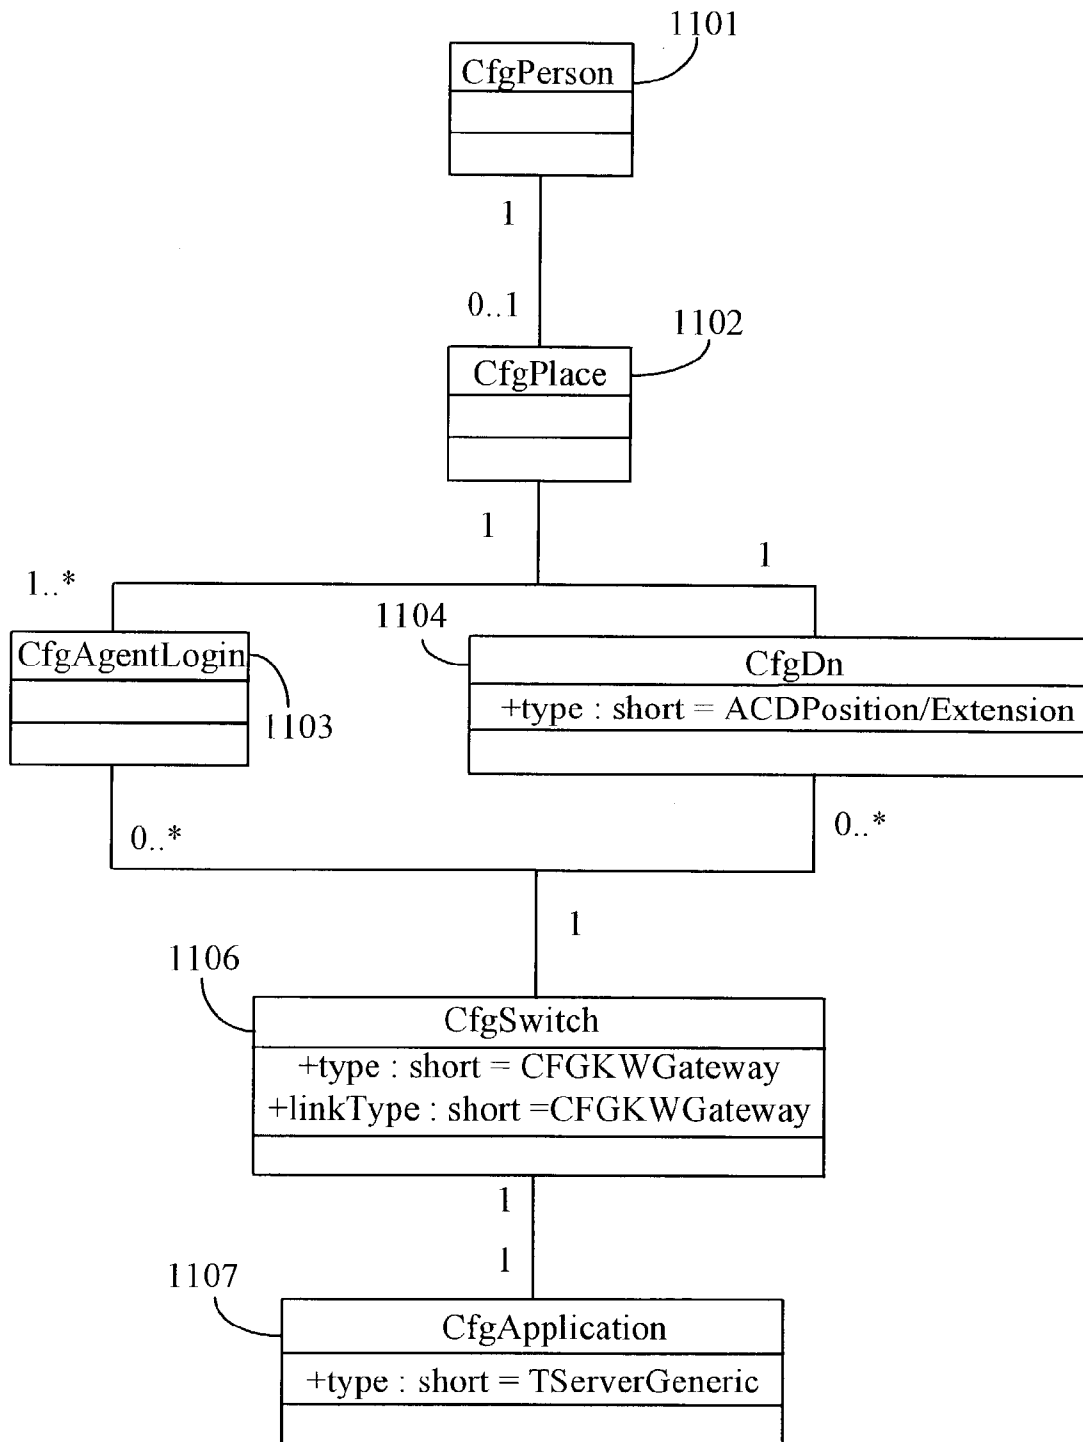 1101
CfgPerson
1
0..1
1102
CfgPlace
1
1
1..*
1104
CfgAgentLogin
1103
CfgDn
+type : short = ACDPosition/Extension
0..*
0..*
1
1106
CfgSwitch
+type : short = CFGKWGateway
+linkType : short =CFGKWGateway
1
1
1107
CfgApplication
+type : short = TServerGeneric